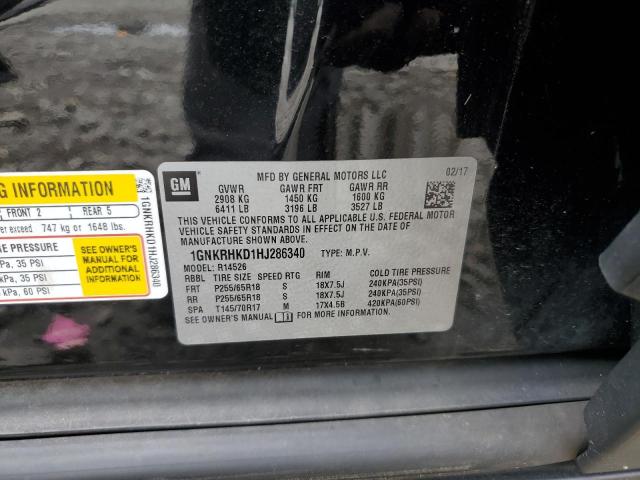 G INFORMATION
FRONT 2 REAR 5
exceed 747 kg or 1648 lbs.
E PRESSURE
Pa, 35 PSI
kPa, 35 PSI
kPa, 60 PSI
SEE OWNER'S
MANUAL FOR
ADDITIONAL
INFORMATION
1GNKRHKD1HJ286340
GM
MFD BY GENERAL MOTORS LLC 02/17
GVWR GAWR FRT GAWR RR
2908 KG 1450 KG 1600 KG
6411 LB 3196 LB 3527 LB
THIS VEHICLE CONFORMS TO ALL APPLICABLE U.S. FEDERAL MOTOR
VEHICLE SAFETY STANDARDS IN EFFECT ON THE DATE OF
MANUFACTURE SHOWN ABOVE.
1GNKRHKD1HJ286340 TYPE: M.P.V.
MODEL: R14526
RBBL TIRE SIZE SPEED RTG RIM COLD TIRE PRESSURE
FRT P255/65R18 S 18X7.5J 240KPA(35PSI)
RR P255/65R18 S 18X7.5J 240KPA(35PSI)
SPA T145/70R17 M 17X4.5B 420KPA(60PSI)
SEE OWNER'S MANUAL FOR MORE INFORMATION.